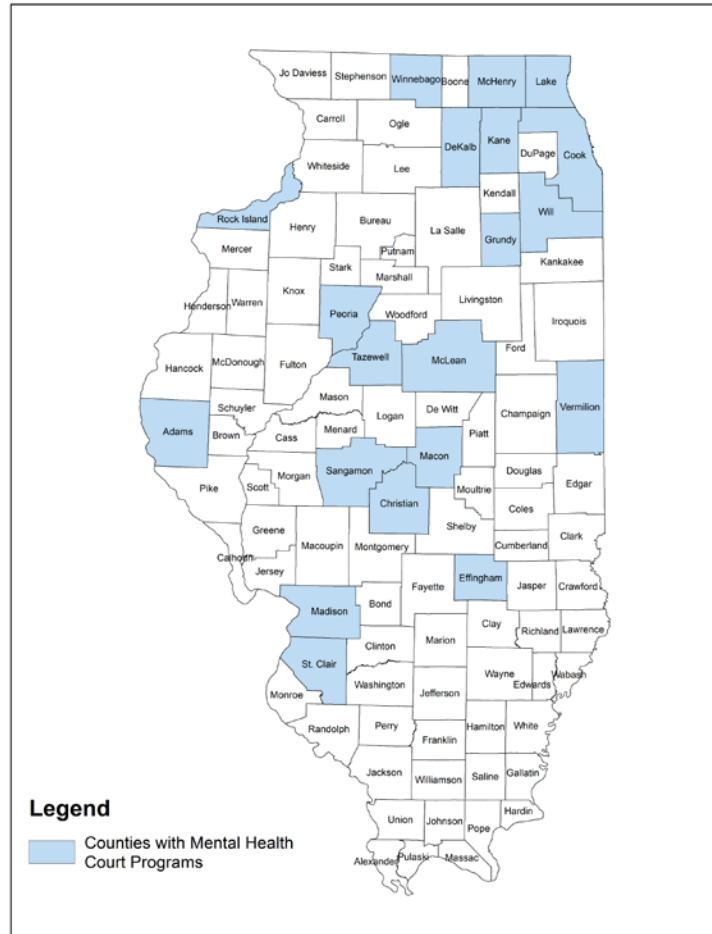 Jo Daviess
Stephenson
Winnebago
Boone
McHenry
Lake
Carroll
Ogle
DeKalb
Kane
DuPage
Cook
Whiteside
Lee
Kendall
Will
Rock Island
Henry
Bureau
La Salle
Grundy
Mercer
Putnam
Kankakee
Stark
Marshall
Knox
Peoria
Woodford
Livingston
Henderson
Warren
Iroquois
Tazewell
McLean
Ford
Hancock
McDonough
Fulton
Mason
Schuyler
Logan
De Witt
Champaign
Vermilion
Adams
Brown
Cass
Menard
Piatt
Macon
Sangamon
Morgan
Douglas
Pike
Scott
Christian
Moultrie
Edgar
Coles
Shelby
Greene
Macoupin
Montgomery
Cumberland
Clark
Calhoun
Jersey
Fayette
Effingham
Jasper
Crawford
Madison
Bond
Clay
Richland
Lawrence
Clinton
Marion
St. Clair
Wayne
Edwards
Wabash
Washington
Monroe
Jefferson
Randolph
Perry
Hamilton
White
Franklin
Jackson
Williamson
Saline
Gallatin
Hardin
Union
Johnson
Pope
Alexander
Pulaski
Massac
Legend
Counties with Mental Health
Court Programs